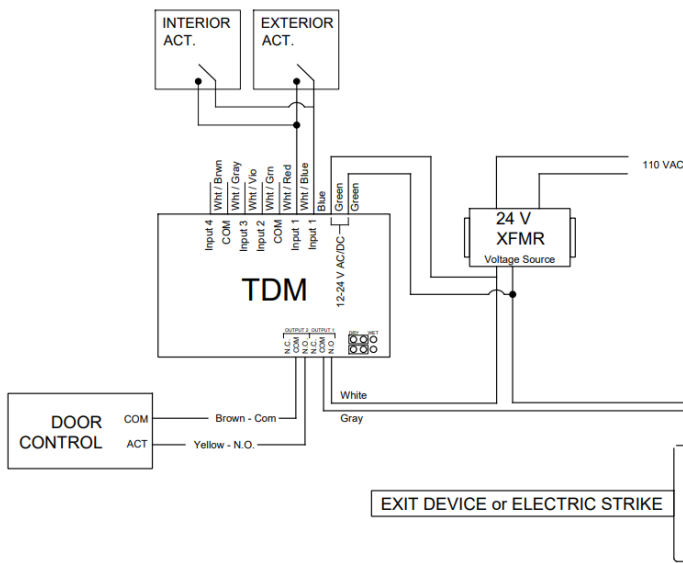 INTERIOR
ACT.
EXTERIOR
ACT.
110 VAC
Wht / Brwn
Wht / Gray
Wht / Vio
Wht / Grn
Wht / Red
Wht / Blue
Blue
Green
Green
Input 4
COM
Input 3
Input 2
COM
Input 1
Input 1
12-24 V AC/DC
24 V
XFMR
Voltage Source
TDM
OUTPUT 2
OUTPUT 1
DRY
WET
N.C.
COM
N.O.
N.C.
COM
N.O
White
Gray
DOOR
CONTROL
COM
ACT
Brown - Com
Yellow - N.O.
EXIT DEVICE or ELECTRIC STRIKE